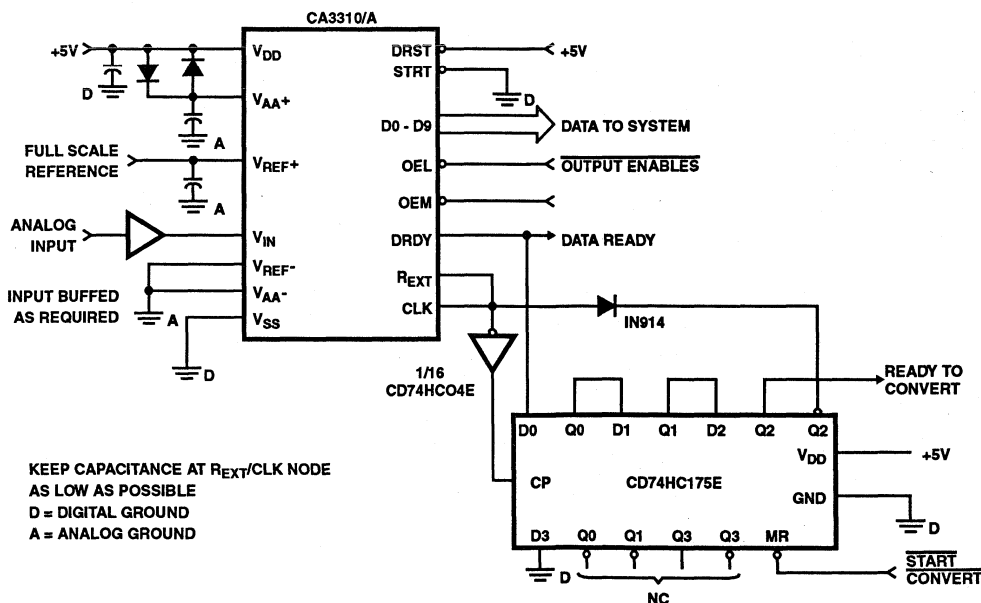 CA3310/A
+5V
VDD
DRST
+5V
STRT
D
D
VAA+
A
D0 - D9
DATA TO SYSTEM
FULL SCALE
REFERENCE
VREF+
OEL
OUTPUT ENABLES
A
OEM
ANALOG
INPUT
VIN
DRDY
DATA READY
VREF-
REXT
INPUT BUFFED
AS REQUIRED
VAA-
CLK
A
VSS
IN914
D
1/16
CD74HCO4E
READY TO
CONVERT
D0 Q0 D1 Q1 D2 Q2 Q2
VDD
+5V
CP
CD74HC175E
GND
D
KEEP CAPACITANCE AT REXT/CLK NODE
AS LOW AS POSSIBLE
D = DIGITAL GROUND
A = ANALOG GROUND
D3 Q0 Q1 Q3 Q3 MR
D
NC
START
CONVERT